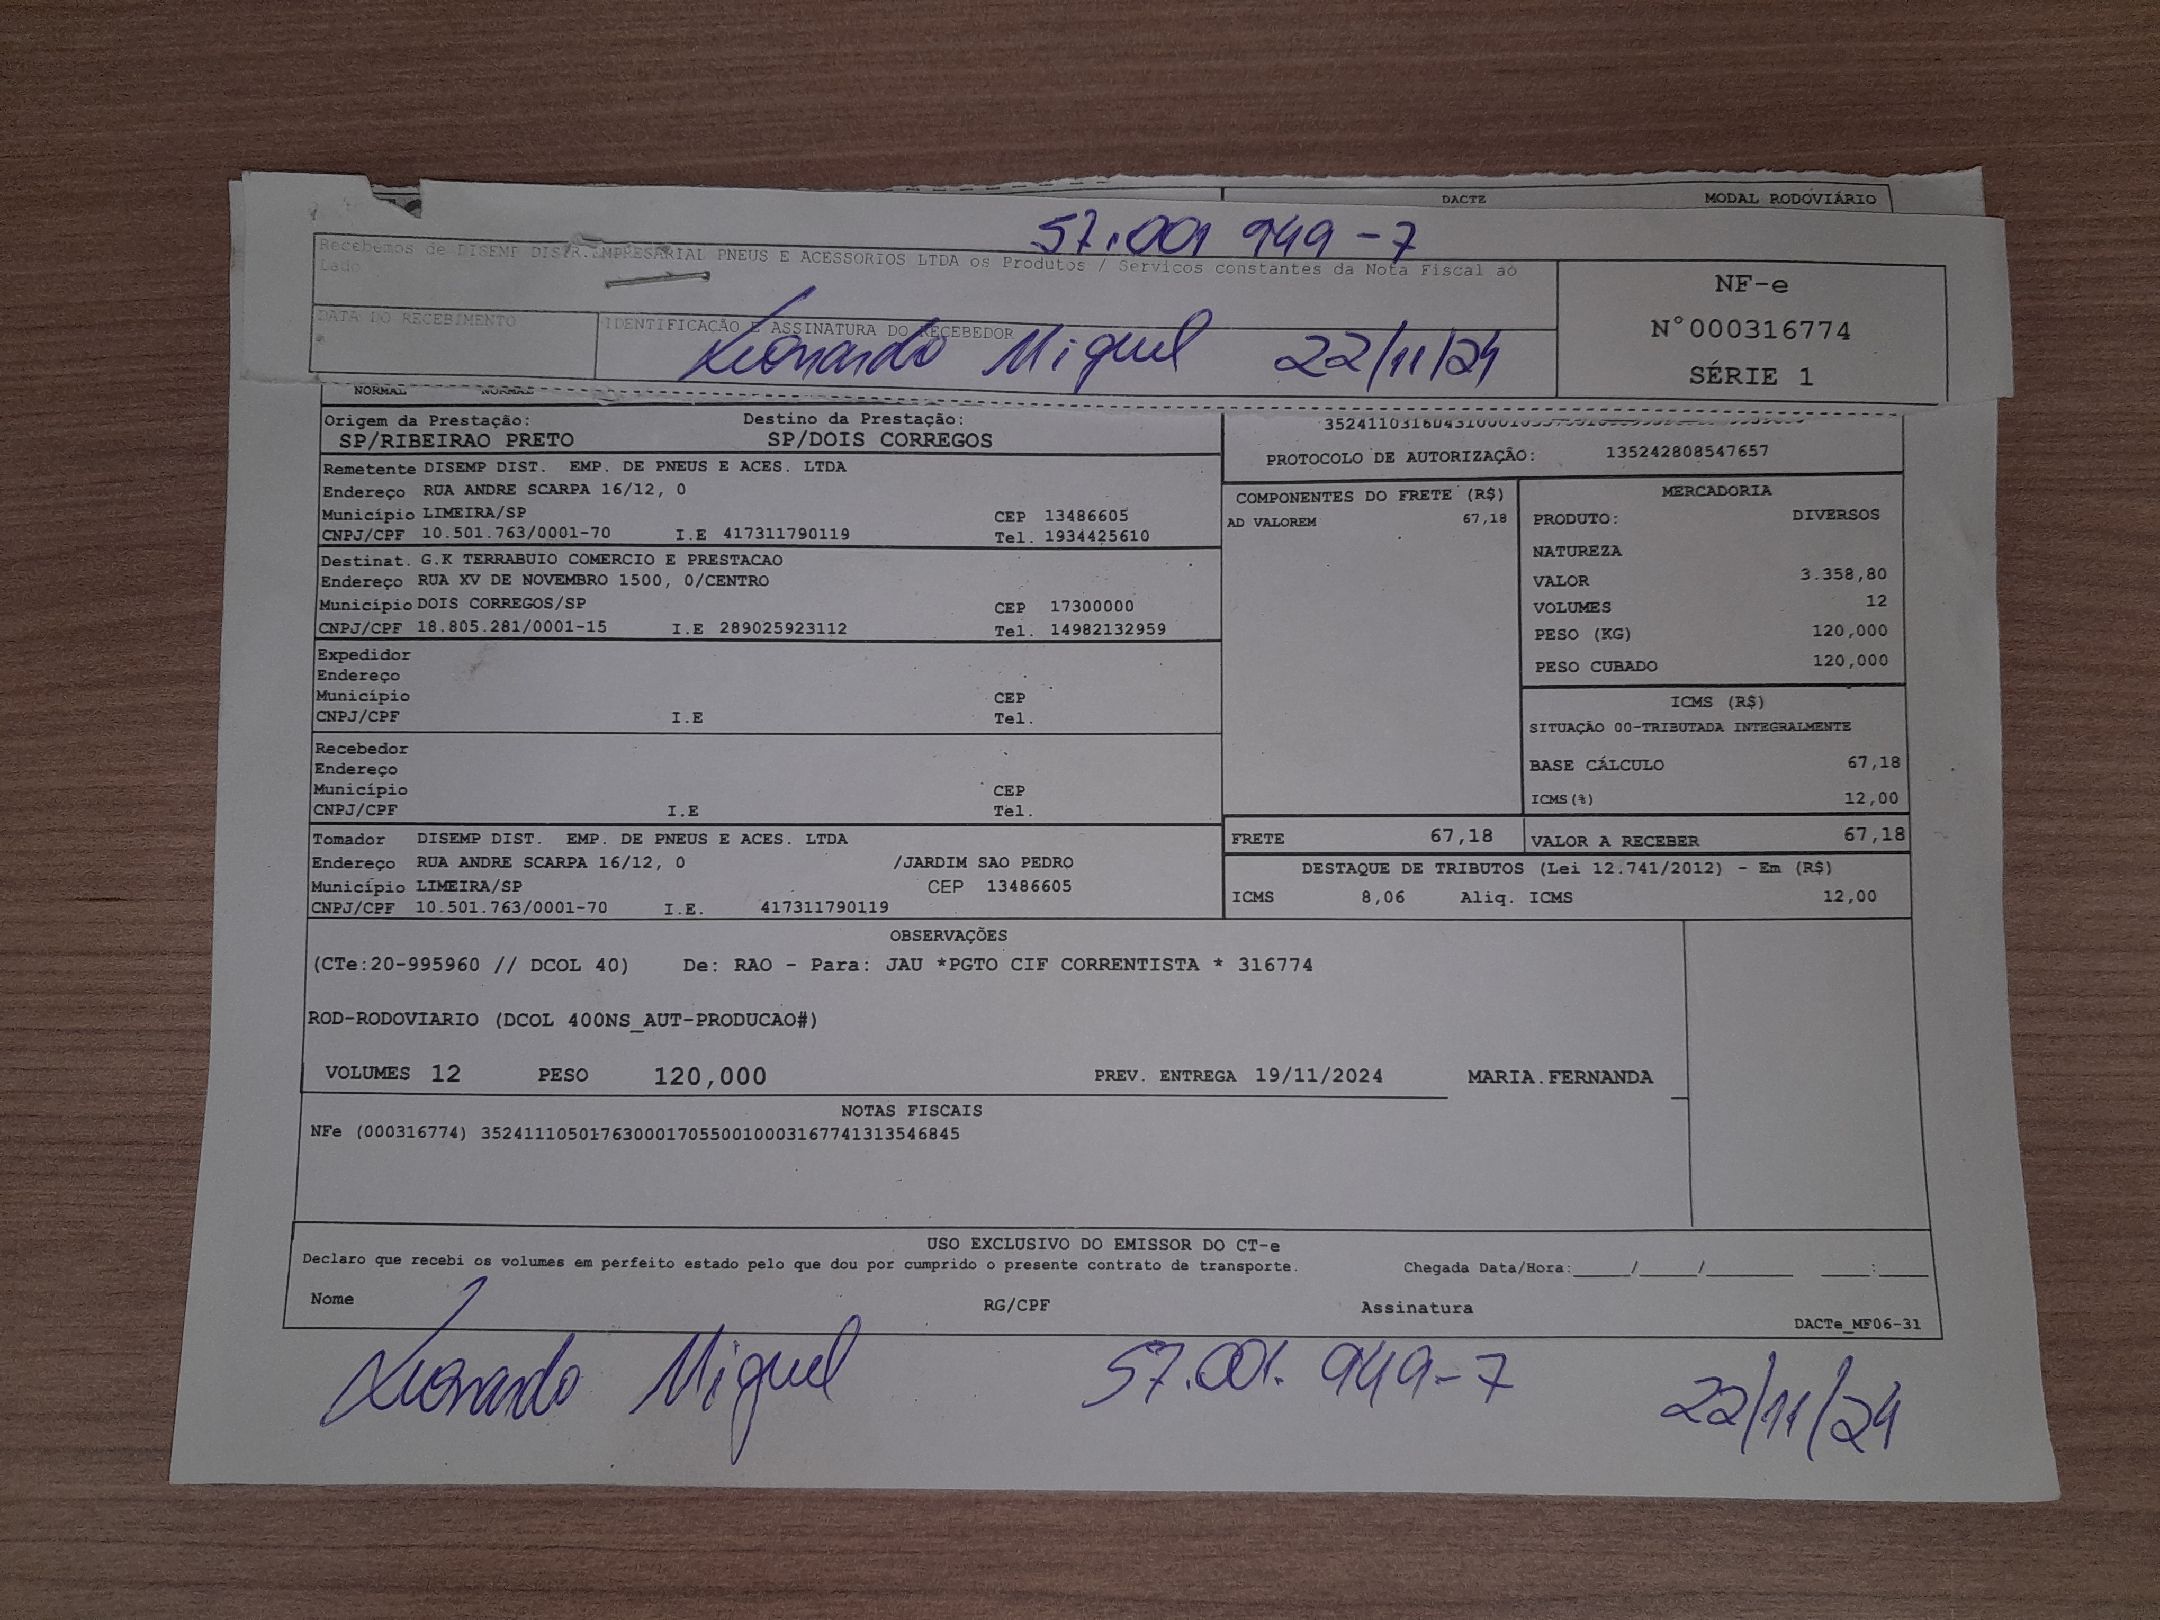 DACTE MODAL RODOVIÁRIO
57.001 949-7
Recebemos de DISEMP DISTR.EMPRESARIAL PNEUS E ACESSORIOS LTDA os Produtos / Serviços constantes da Nota Fiscal ao
Lado
DATA DO RECEBIMENTO
IDENTIFICAÇÃO E ASSINATURA DO RECEBEDOR
Leonardo Miguel 22/11/24
NF-e
N°000316774
SÉRIE 1
NORMAL NORMAL
Origem da Prestação: Destino da Prestação:
SP/RIBEIRAO PRETO SP/DOIS CORREGOS
PROTOCOLO DE AUTORIZAÇÃO: 135242808547657
Remetente DISEMP DIST. EMP. DE PNEUS E ACES. LTDA
Endereço RUA ANDRE SCARPA 16/12, 0
Município LIMEIRA/SP CEP 13486605
CNPJ/CPF 10.501.763/0001-70 I.E 417311790119 Tel. 1934425610
Destinat. G.K TERRABUIO COMERCIO E PRESTACAO
Endereço RUA XV DE NOVEMBRO 1500, 0/CENTRO
Município DOIS CORREGOS/SP CEP 17300000
CNPJ/CPF 18.805.281/0001-15 I.E 289025923112 Tel. 14982132959
Expedidor
Endereço
Município CEP
CNPJ/CPF I.E Tel.
Recebedor
Endereço
Município CEP
CNPJ/CPF I.E Tel.
Tomador DISEMP DIST. EMP. DE PNEUS E ACES. LTDA
Endereço RUA ANDRE SCARPA 16/12, 0 /JARDIM SAO PEDRO
Município LIMEIRA/SP CEP 13486605
CNPJ/CPF 10.501.763/0001-70 I.E. 417311790119
COMPONENTES DO FRETE (R$)
AD VALOREM 67,18
MERCADORIA
PRODUTO: DIVERSOS
NATUREZA
VALOR 3.358,80
VOLUMES 12
PESO (KG) 120,000
PESO CUBADO 120,000
ICMS (R$)
SITUAÇÃO 00-TRIBUTADA INTEGRALMENTE
BASE CÁLCULO 67,18
ICMS(%) 12,00
FRETE 67,18 VALOR A RECEBER 67,18
DESTAQUE DE TRIBUTOS (Lei 12.741/2012) - Em (R$)
ICMS 8,06 Aliq. ICMS 12,00
OBSERVAÇÕES
(CTe:20-995960 // DCOL 40) De: RAO - Para: JAU *PGTO CIF CORRENTISTA * 316774
ROD-RODOVIARIO (DCOL 400NS_AUT-PRODUCAO#)
VOLUMES 12 PESO 120,000 PREV. ENTREGA 19/11/2024 MARIA.FERNANDA
NOTAS FISCAIS
NFe (000316774) 35241110501763000170550010003167741313546845
USO EXCLUSIVO DO EMISSOR DO CT-e
Declaro que recebi os volumes em perfeito estado pelo que dou por cumprido o presente contrato de transporte. Chegada Data/Hora:_____/_____/________ ____:____
Nome RG/CPF Assinatura
DACTe_MF06-31
Leonardo Miguel 57.001.949-7 22/11/24